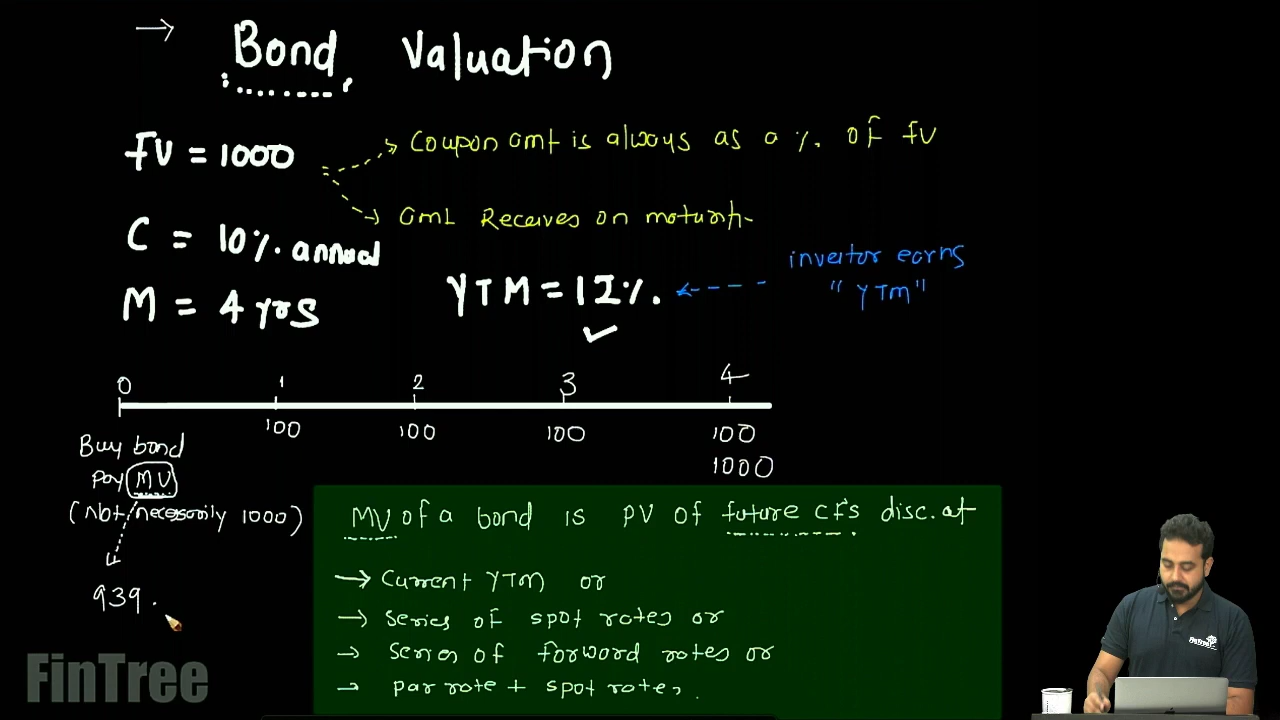 → Bond Valuation
FV = 1000
Coupon amt is always as a %. of FV
amt Receives on maturity
C = 10%. annual
M = 4 yrs
YTM = 12%.
investor earns
"YTM"
0 1 2 3 4
100 100 100 100
1000
Buy bond
pay MV
(Not necessarily 1000)
939.
MV of a bond is PV of future CFs disc. at
→ Current YTM or
→ Series of spot rates or
→ Series of forward rates or
→ par rate + spot rates.
FinTree